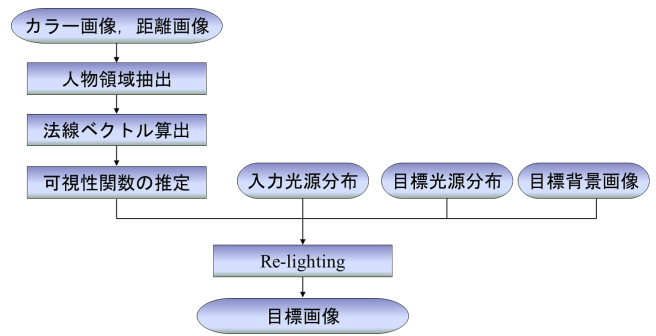 カラー画像，距離画像
人物領域抽出
法線ベクトル算出
可視性関数の推定
入力光源分布
目標光源分布
目標背景画像
Re-lighting
目標画像